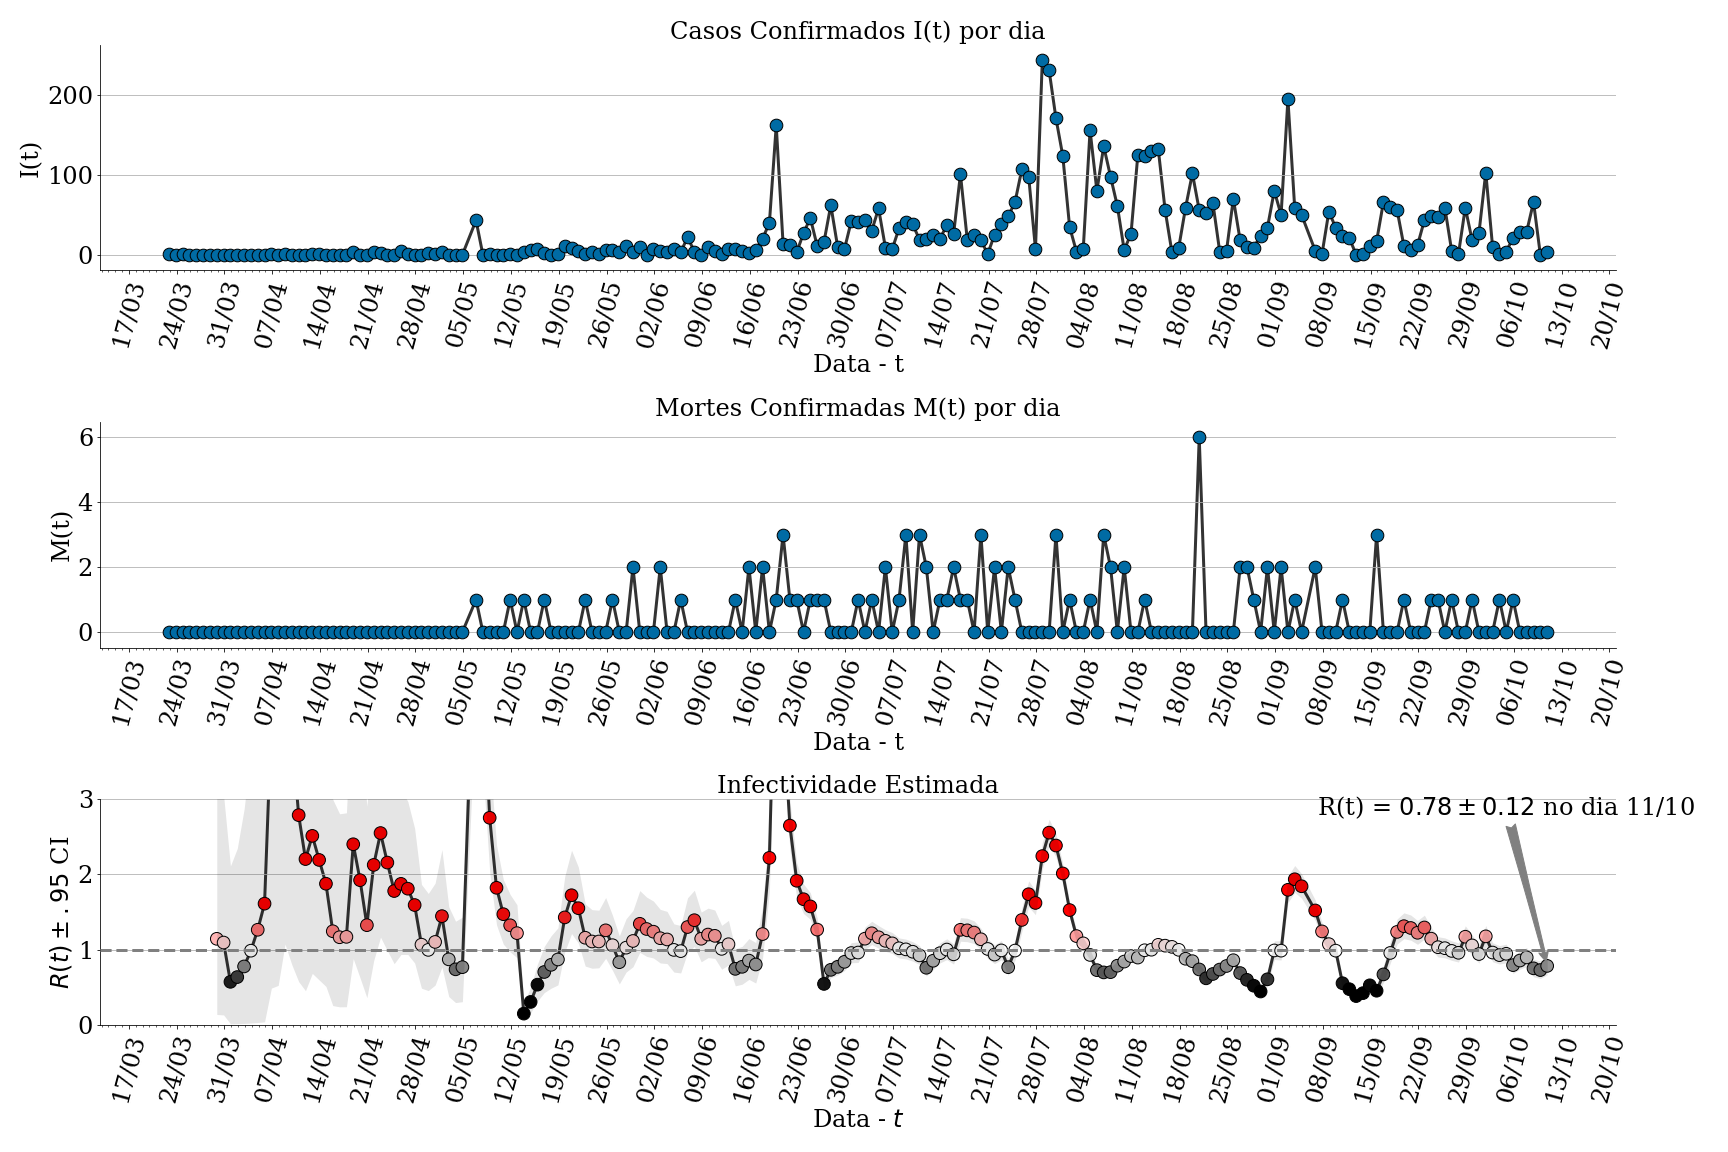 Casos Confirmados I(t) por dia
I(t)
200
100
0
17/03 24/03 31/03 07/04 14/04 21/04 28/04 05/05 12/05 19/05 26/05 02/06 09/06 16/06 23/06 30/06 07/07 14/07 21/07 28/07 04/08 11/08 18/08 25/08 01/09 08/09 15/09 22/09 29/09 06/10 13/10 20/10
Data - t
Mortes Confirmadas M(t) por dia
M(t)
6
4
2
0
17/03 24/03 31/03 07/04 14/04 21/04 28/04 05/05 12/05 19/05 26/05 02/06 09/06 16/06 23/06 30/06 07/07 14/07 21/07 28/07 04/08 11/08 18/08 25/08 01/09 08/09 15/09 22/09 29/09 06/10 13/10 20/10
Data - t
Infectividade Estimada
R(t) = 0.78 ± 0.12 no dia 11/10
R(t) ± .95 CI
3
2
1
0
17/03 24/03 31/03 07/04 14/04 21/04 28/04 05/05 12/05 19/05 26/05 02/06 09/06 16/06 23/06 30/06 07/07 14/07 21/07 28/07 04/08 11/08 18/08 25/08 01/09 08/09 15/09 22/09 29/09 06/10 13/10 20/10
Data - t